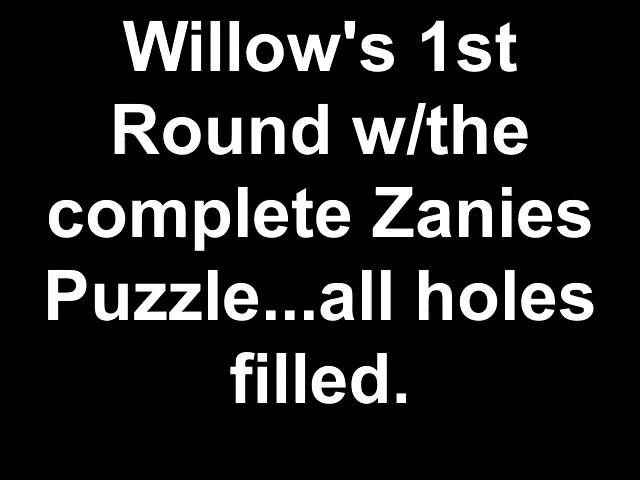 Willow's 1st
Round w/the
complete Zanies
Puzzle...all holes
filled.